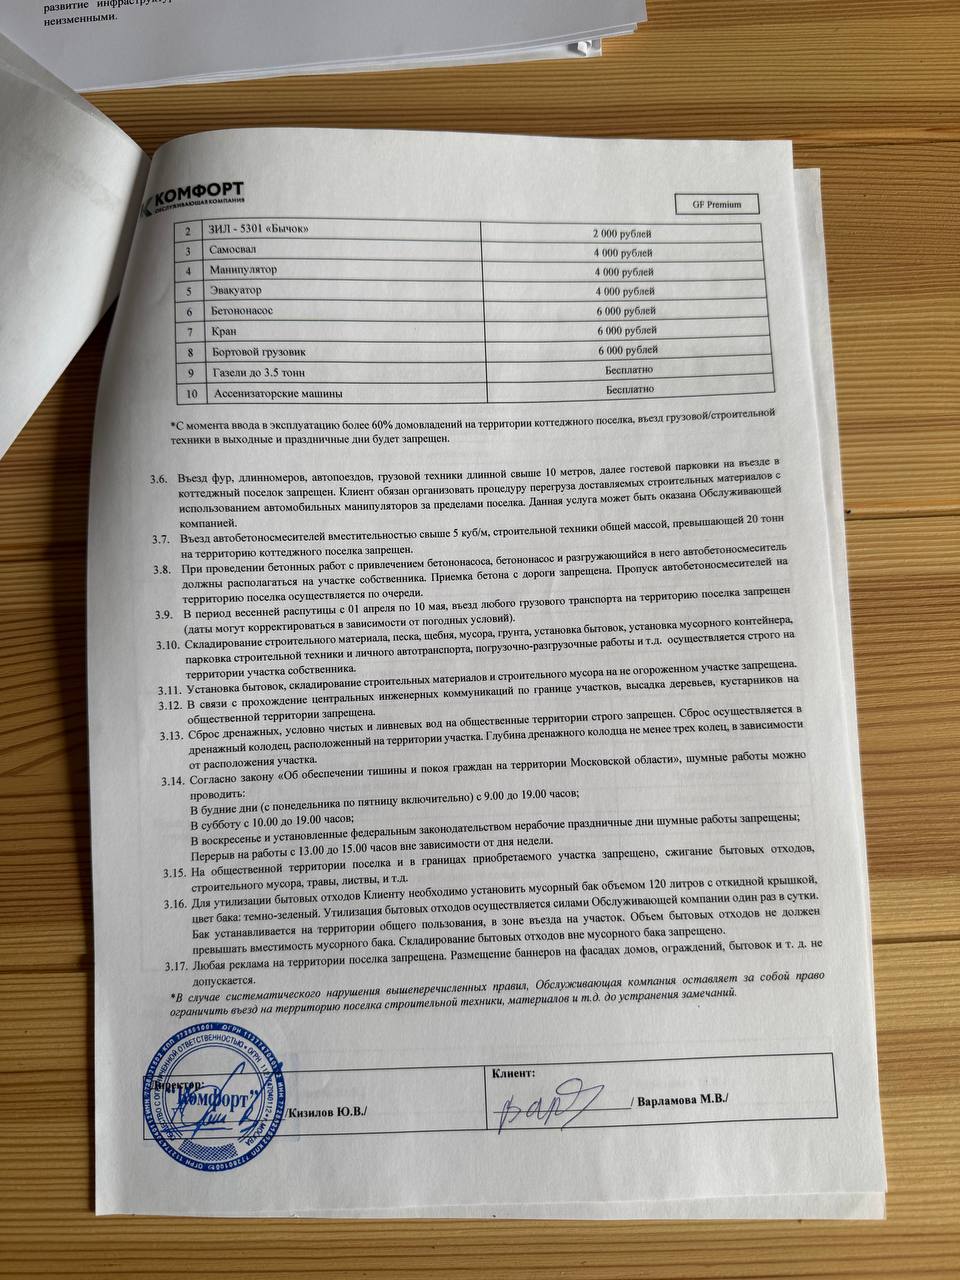 развитие
неизменными.
КОМФОРТ
ОБСЛУЖИВАЮЩАЯ КОМПАНИЯ
GF Premium
2 ЗИЛ - 5301 «Бычок» 2 000 рублей
3 Самосвал 4 000 рублей
4 Манипулятор 4 000 рублей
5 Эвакуатор 4 000 рублей
6 Бетононасос 6 000 рублей
7 Кран 6 000 рублей
8 Бортовой грузовик 6 000 рублей
9 Газели до 3.5 тонн Бесплатно
10 Ассенизаторские машины Бесплатно
*С момента ввода в эксплуатацию более 60% домовладений на территории коттеджного поселка, въезд грузовой/строительной
техники в выходные и праздничные дни будет запрещен.
3.6. Въезд фур, длинномеров, автопоездов, грузовой техники длинной свыше 10 метров, далее гостевой парковки на въезде в
коттеджный поселок запрещен. Клиент обязан организовать процедуру перегруза доставляемых строительных материалов с
использованием автомобильных манипуляторов за пределами поселка. Данная услуга может быть оказана Обслуживающей
компанией.
3.7. Въезд автобетоносмесителей вместительностью свыше 5 куб/м, строительной техники общей массой, превышающей 20 тонн
на территорию коттеджного поселка запрещен.
3.8. При проведении бетонных работ с привлечением бетононасоса, бетононасос и разгружающийся в него автобетоносмеситель
должны располагаться на участке собственника. Приемка бетона с дороги запрещена. Пропуск автобетоносмесителей на
территорию поселка осуществляется по очереди.
3.9. В период весенней распутицы с 01 апреля по 10 мая, въезд любого грузового транспорта на территорию поселка запрещен
(даты могут корректироваться в зависимости от погодных условий).
3.10. Складирование строительного материала, песка, щебня, мусора, грунта, установка бытовок, установка мусорного контейнера,
парковка строительной техники и личного автотранспорта, погрузочно-разгрузочные работы и т.д. осуществляется строго на
территории участка собственника.
3.11. Установка бытовок, складирование строительных материалов и строительного мусора на не огороженном участке запрещена.
3.12. В связи с прохождение центральных инженерных коммуникаций по границе участков, высадка деревьев, кустарников на
общественной территории запрещена.
3.13. Сброс дренажных, условно чистых и ливневых вод на общественные территории строго запрещен. Сброс осуществляется в
дренажный колодец, расположенный на территории участка. Глубина дренажного колодца не менее трех колец, в зависимости
от расположения участка.
3.14. Согласно закону «Об обеспечении тишины и покоя граждан на территории Московской области», шумные работы можно
проводить:
В будние дни (с понедельника по пятницу включительно) с 9.00 до 19.00 часов;
В субботу с 10.00 до 19.00 часов;
В воскресенье и установленные федеральным законодательством нерабочие праздничные дни шумные работы запрещены;
Перерыв на работы с 13.00 до 15.00 часов вне зависимости от дня недели.
3.15. На общественной территории поселка и в границах приобретаемого участка запрещено, сжигание бытовых отходов,
строительного мусора, травы, листвы, и т.д.
3.16. Для утилизации бытовых отходов Клиенту необходимо установить мусорный бак объемом 120 литров с откидной крышкой,
цвет бака: темно-зеленый. Утилизация бытовых отходов осуществляется силами Обслуживающей компании один раз в сутки.
Бак устанавливается на территории общего пользования, в зоне въезда на участок. Объем бытовых отходов не должен
превышать вместимость мусорного бака. Складирование бытовых отходов вне мусорного бака запрещено.
3.17. Любая реклама на территории поселка запрещена. Размещение баннеров на фасадах домов, ограждений, бытовок и т. д. не
допускается.
*В случае систематического нарушения вышеперечисленных правил, Обслуживающая компания оставляет за собой право
ограничить въезд на территорию поселка строительной техники, материалов и т.д. до устранения замечаний.
Директор:
"Комфорт"
/Кизилов Ю.В./
Клиент:
/ Варламова М.В./